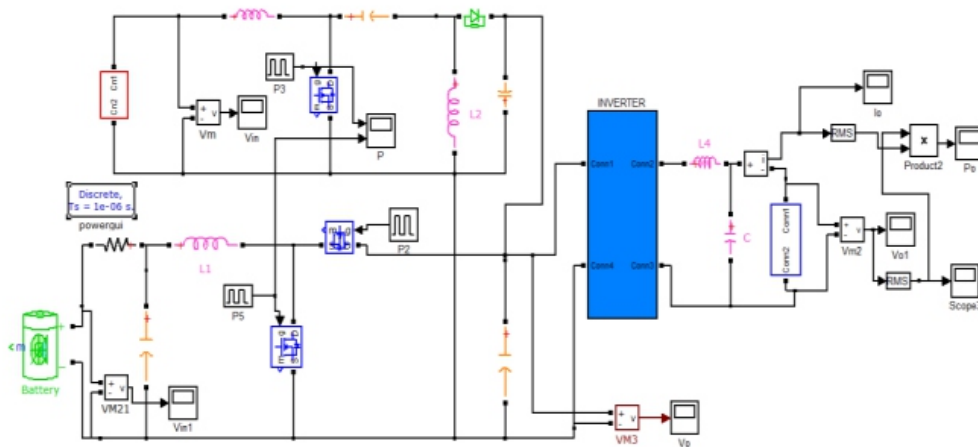 Cn2 Cn1
Vm
Vin
P3
m
g
D
P
L2
Discrete,
Ts = 1e-06 s.
powergui
L1
m
g
P2
P5
m
g
D
S
< m
+
-
Battery
+
-
v
VM21
Vin1
INVERTER
Conn1
Conn2
Conn4
Conn3
L4
C
+
-
Conn2 Conn1
RMS
Io
x
Product2
Po
+
-
v
Vm2
Vo1
RMS
Scope2
+
-
v
VM3
Vo